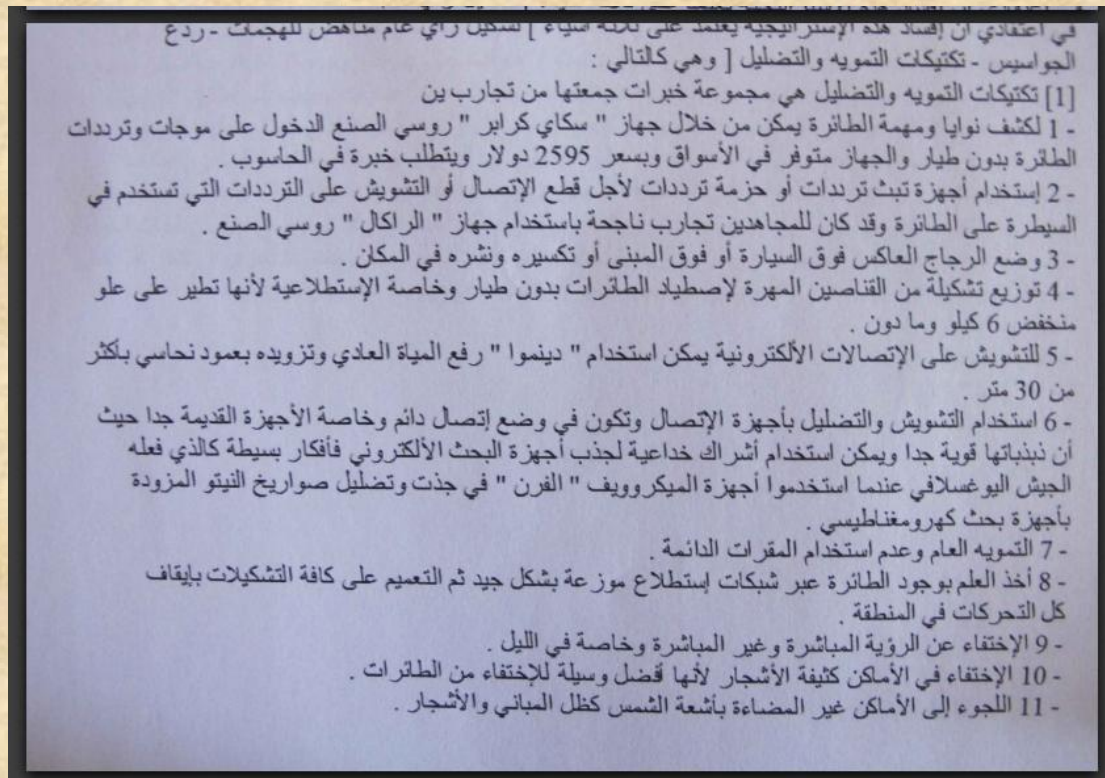 في اعتقادي أن إفساد هذه الإستراتيجية يعتمد على ثلاثة أشياء ] تشكيل رأي عام مناهض للهجمات - ردع
الجواسيس - تكتيكات التمويه والتضليل [ وهي كالتالي :
[1] تكتيكات التمويه والتضليل هي مجموعة خبرات جمعتها من تجارب ين
- 1 لكشف نوايا ومهمة الطائرة يمكن من خلال جهاز " سكاي كرابر " روسي الصنع الدخول على موجات وترددات
الطائرة بدون طيار والجهاز متوفر في الأسواق وبسعر 2595 دولار ويتطلب خبرة في الحاسوب .
- 2 إستخدام أجهزة تبث ترددات أو حزمة ترددات لأجل قطع الإتصال أو التشويش على الترددات التي تستخدم في
السيطرة على الطائرة وقد كان للمجاهدين تجارب ناجحة باستخدام جهاز " الراكال " روسي الصنع .
- 3 وضع الزجاج العاكس فوق السيارة أو فوق المبنى أو تكسيره ونشره في المكان .
- 4 توزيع تشكيلة من القناصين المهرة لإصطياد الطائرات بدون طيار وخاصة الإستطلاعية لأنها تطير على علو
منخفض 6 كيلو وما دون .
- 5 للتشويش على الإتصالات الألكترونية يمكن استخدام " دينموا " رفع المياة العادي وتزويده بعمود نحاسي بأكثر
من 30 متر .
- 6 استخدام التشويش والتضليل بأجهزة الإتصال وتكون في وضع إتصال دائم وخاصة الأجهزة القديمة جدا حيث
أن ذبذباتها قوية جدا ويمكن استخدام أشراك خداعية لجذب أجهزة البحث الألكتروني فأفكار بسيطة كالذي فعله
الجيش اليوغسلافي عندما استخدموا أجهزة الميكروويف " الفرن " في جذت وتضليل صواريخ النيتو المزودة
بأجهزة بحث كهرومغناطيسي .
- 7 التمويه العام وعدم استخدام المقرات الدائمة .
- 8 أخذ العلم بوجود الطائرة عبر شبكات إستطلاع موزعة بشكل جيد ثم التعميم على كافة التشكيلات بإيقاف
كل التحركات في المنطقة .
- 9 الإختفاء عن الرؤية المباشرة وغير المباشرة وخاصة في الليل .
- 10 الإختفاء في الأماكن كثيفة الأشجار لأنها أفضل وسيلة للإختفاء من الطائرات .
- 11 اللجوء إلى الأماكن غير المضاءة بأشعة الشمس كظل المباني والأشجار .